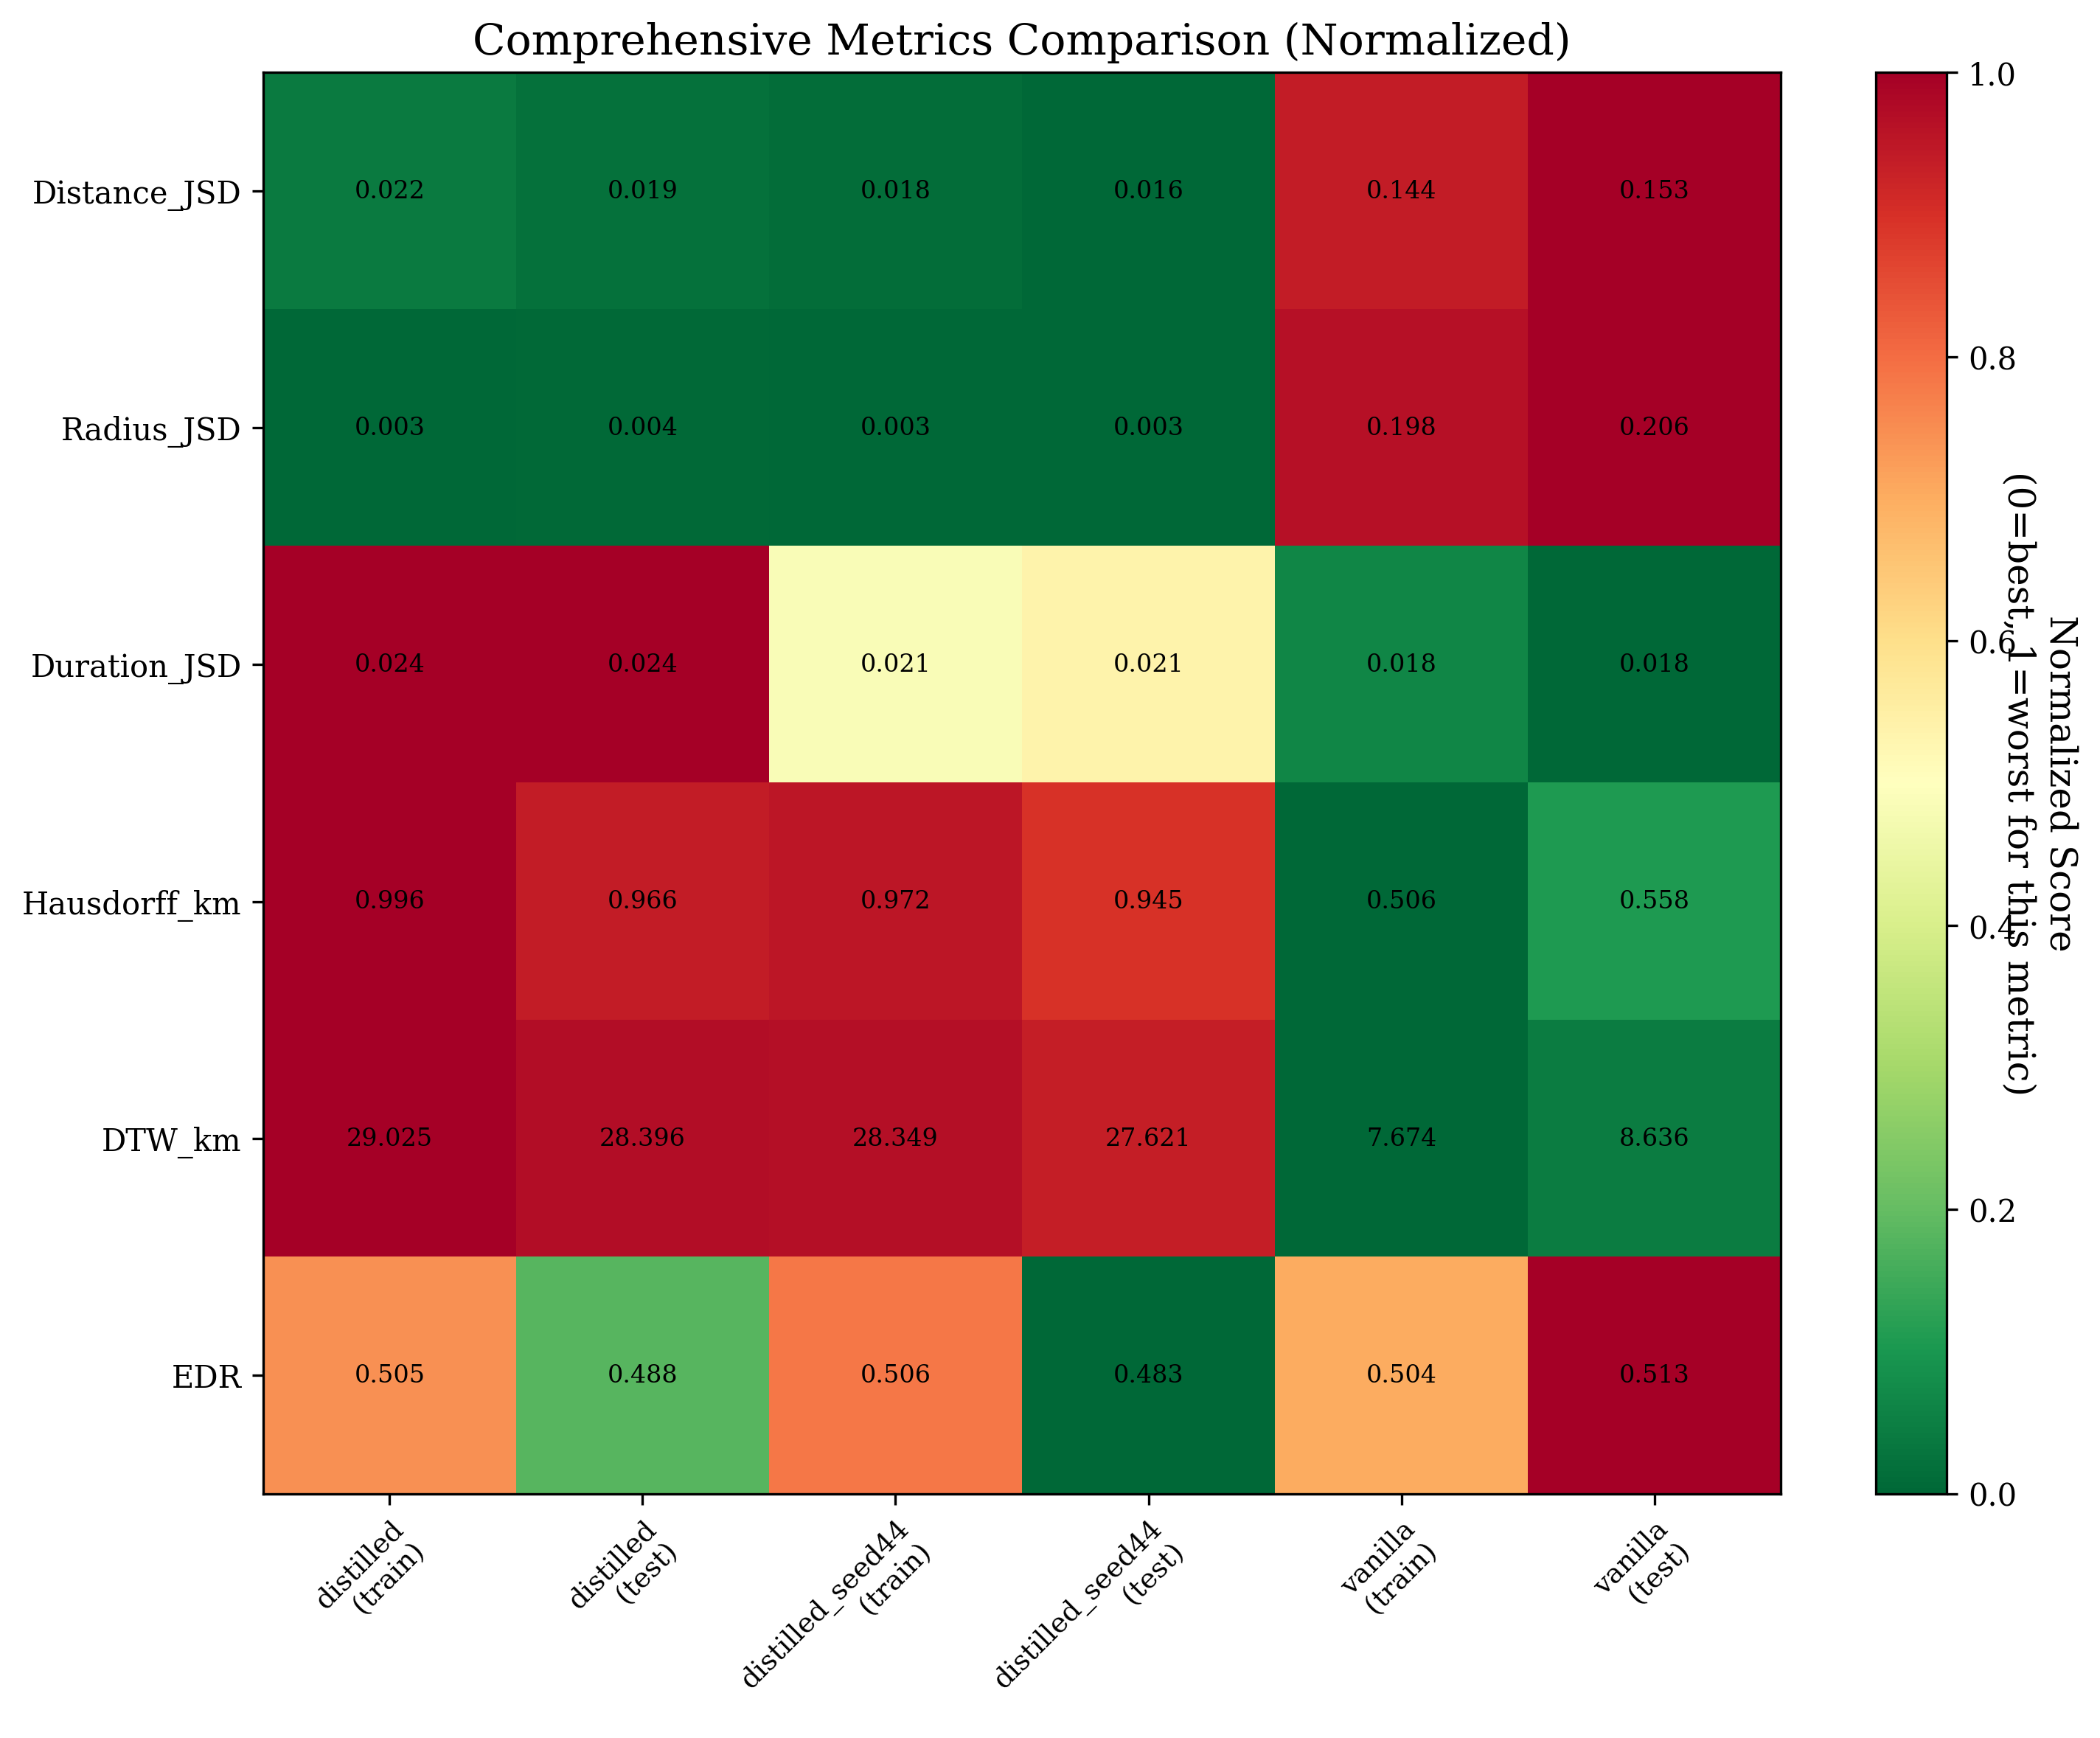 Comprehensive Metrics Comparison (Normalized)
Distance_JSD 0.022 0.019 0.018 0.016 0.144 0.153
Radius_JSD 0.003 0.004 0.003 0.003 0.198 0.206
Duration_JSD 0.024 0.024 0.021 0.021 0.018 0.018
Hausdorff_km 0.996 0.966 0.972 0.945 0.506 0.558
DTW_km 29.025 28.396 28.349 27.621 7.674 8.636
EDR 0.505 0.488 0.506 0.483 0.504 0.513
distilled
(train)
distilled
(test)
distilled_seed44
(train)
distilled_seed44
(test)
vanilla
(train)
vanilla
(test)
1.0
0.8
0.6
0.4
0.2
0.0
Normalized Score
(0=best, 1=worst for this metric)